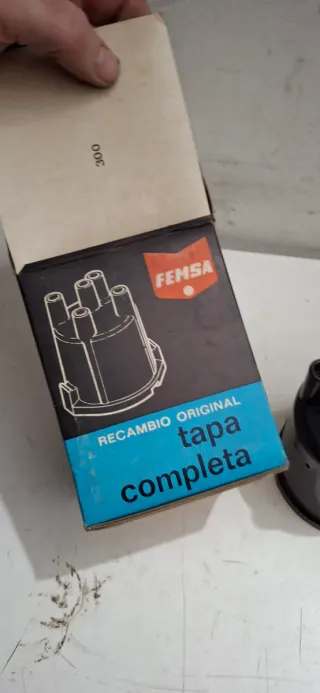 300
FEMSA
RECAMBIO ORIGINAL
tapa
completa